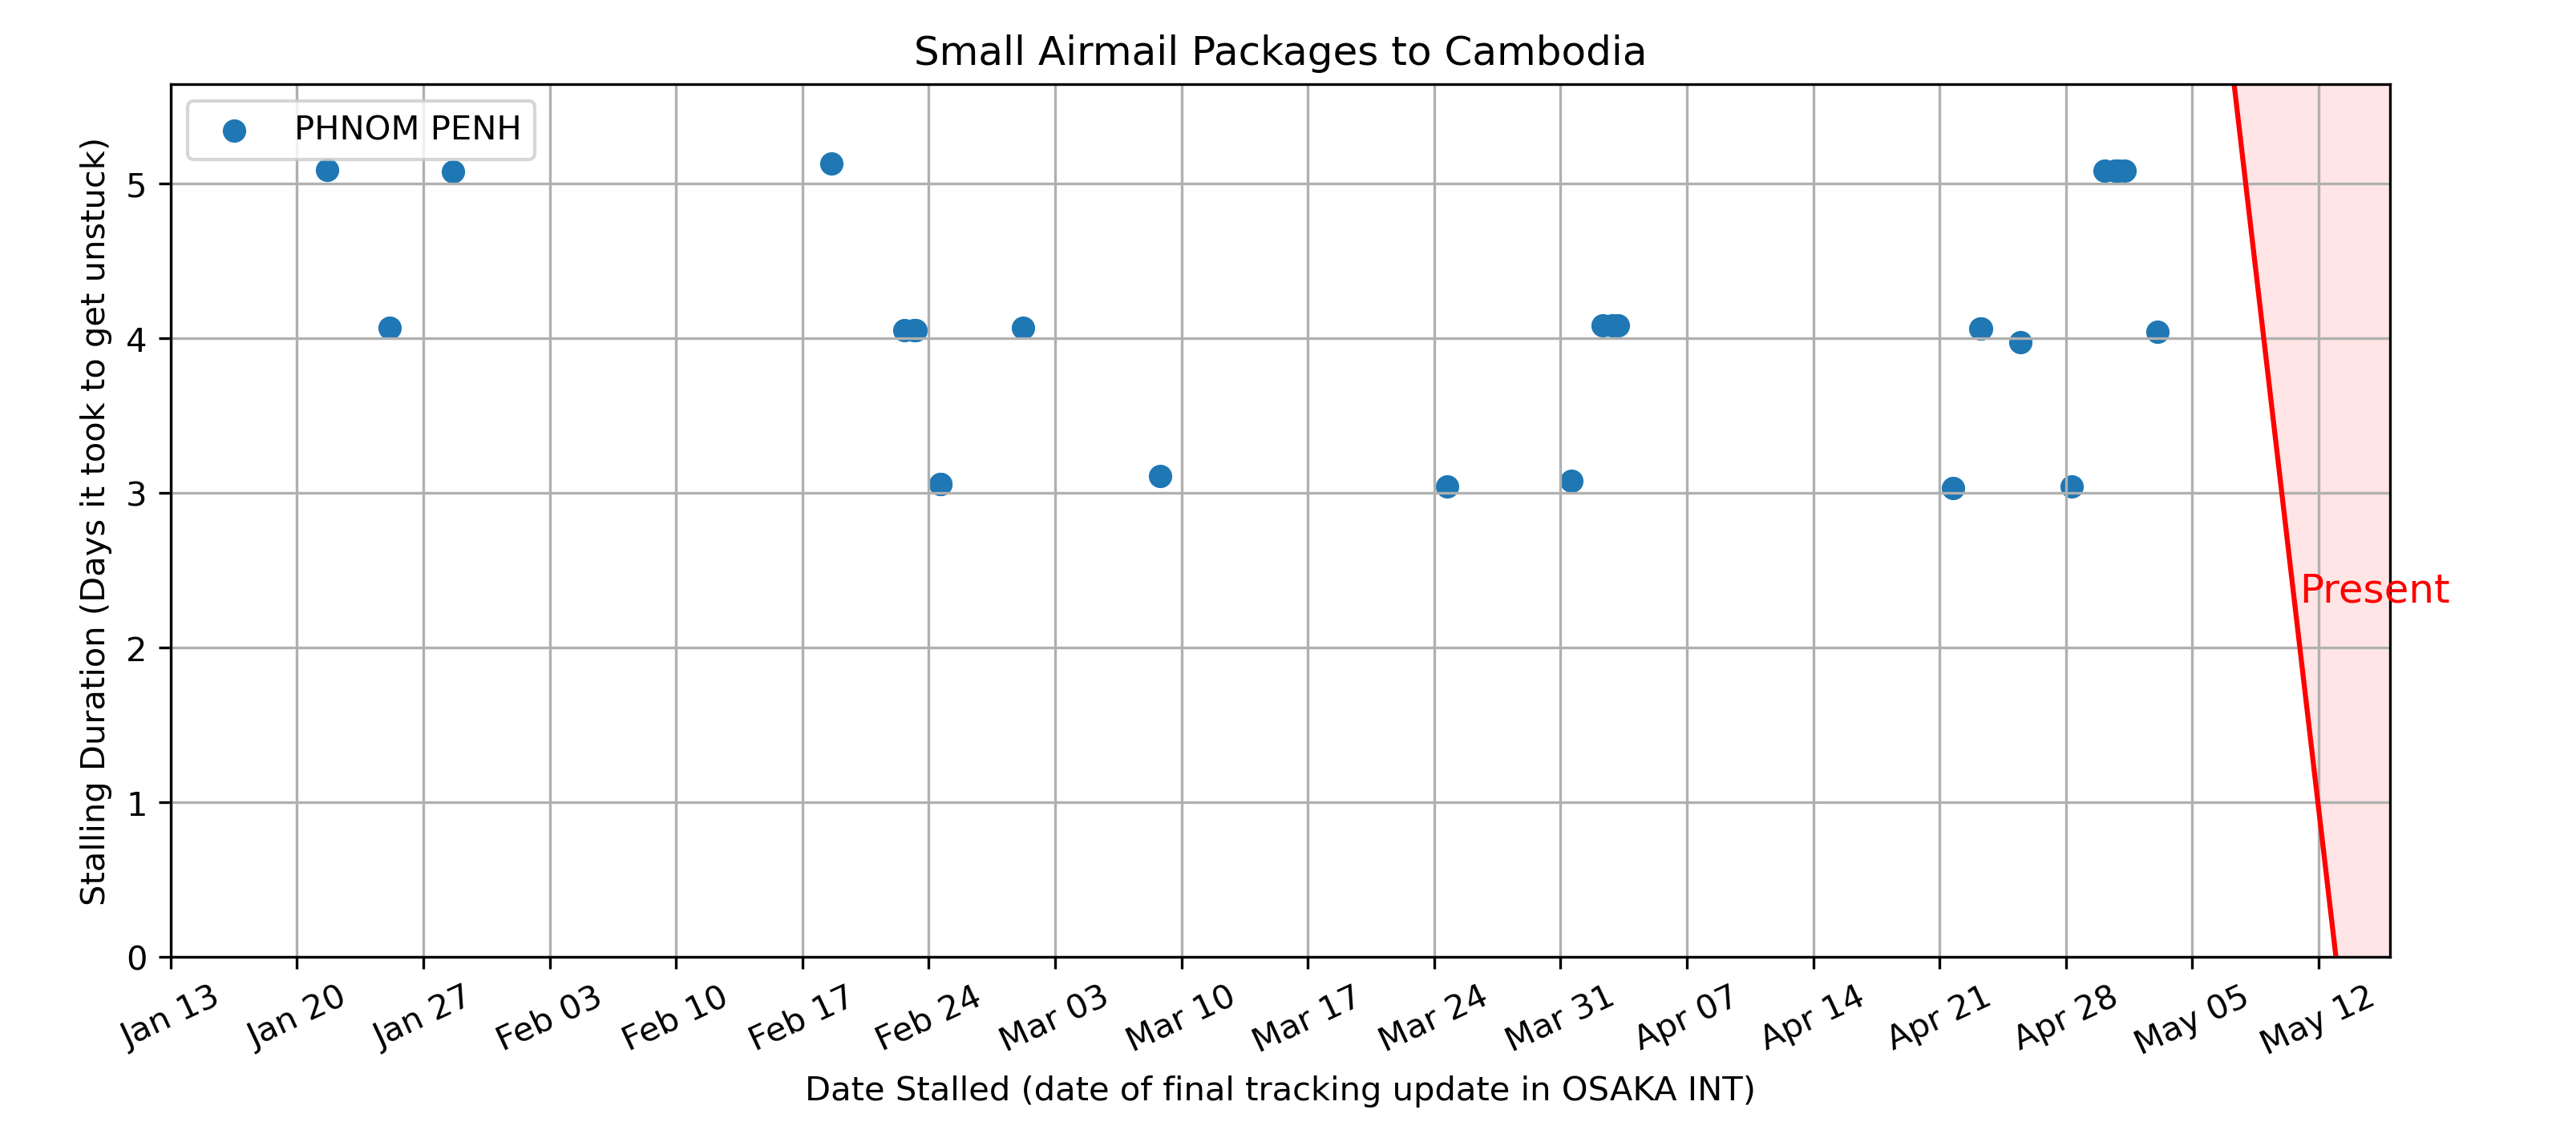 Small Airmail Packages to Cambodia
PHNOM PENH
Stalling Duration (Days it took to get unstuck)
5
4
3
2
1
0
Present
Jan 13 Jan 20 Jan 27 Feb 03 Feb 10 Feb 17 Feb 24 Mar 03 Mar 10 Mar 17 Mar 24 Mar 31 Apr 07 Apr 14 Apr 21 Apr 28 May 05 May 12
Date Stalled (date of final tracking update in OSAKA INT)